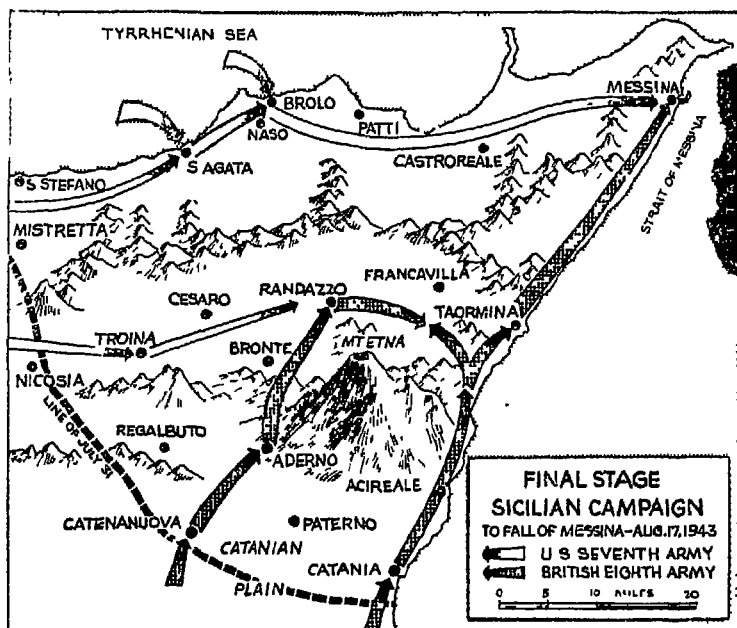 TYRRHENIAN SEA
MESSINA
BROLO
NASO
PATTI
S AGATA
CASTROREALE
S. STEFANO
STRAIT OF MESSINA
MISTRETTA
FRANCAVILLA
RANDAZZO
CESARO
TAORMINA
TROINA
MT ETNA
BRONTE
NICOSIA
LINE OF JULY 31
REGALBUTO
ADERNO
ACIREALE
CATENANUOVA
PATERNO
CATANIAN
PLAIN
CATANIA
FINAL STAGE
SICILIAN CAMPAIGN
TO FALL OF MESSINA-AUG.17,1943
U S SEVENTH ARMY
BRITISH EIGHTH ARMY
0 5 10 MILES 20